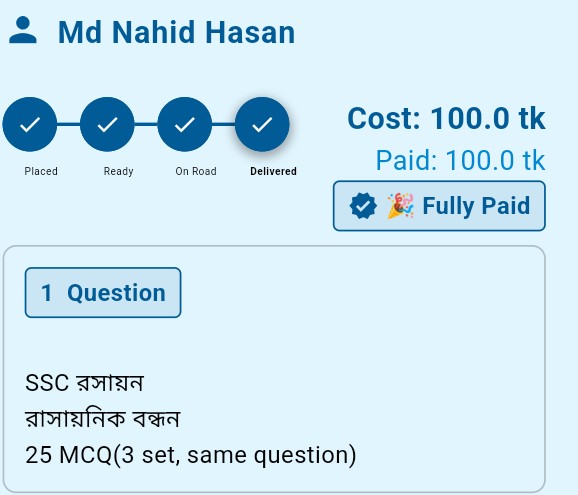 Md Nahid Hasan
Placed
Ready
On Road
Delivered
Cost: 100.0 tk
Paid: 100.0 tk
🎉 Fully Paid
1 Question
SSC রসায়ন
রাসায়নিক বন্ধন
25 MCQ(3 set, same question)